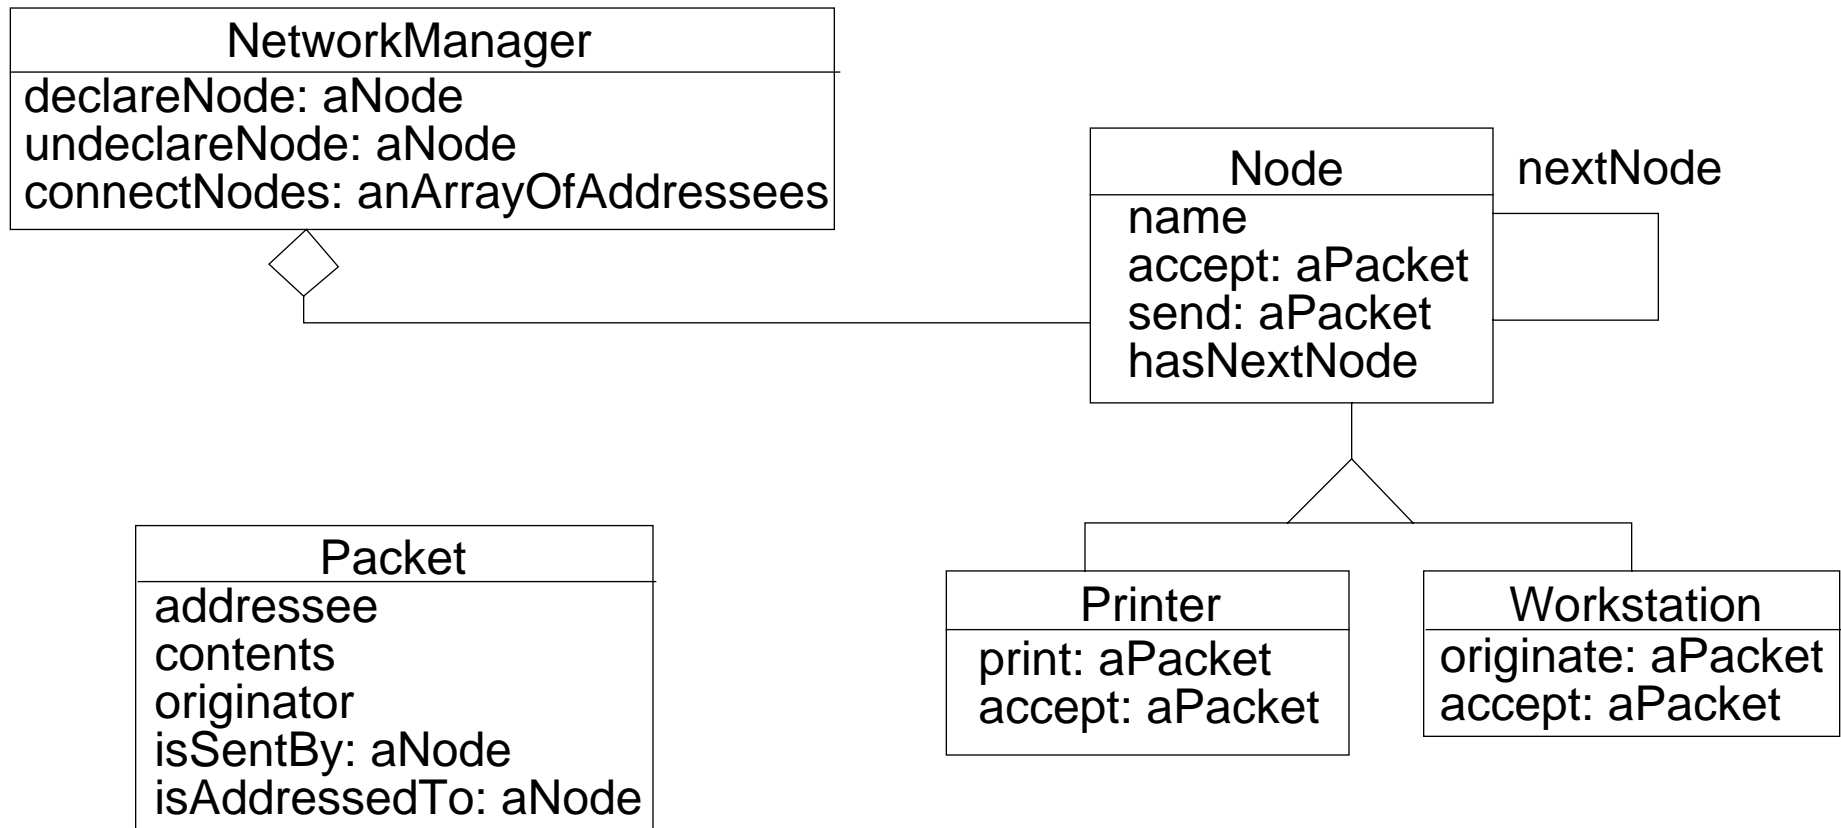 NetworkManager
declareNode: aNode
undeclareNode: aNode
connectNodes: anArrayOfAddressees
Node
name
accept: aPacket
send: aPacket
hasNextNode
nextNode
Packet
addressee
contents
originator
isSentBy: aNode
isAddressedTo: aNode
Printer
print: aPacket
accept: aPacket
Workstation
originate: aPacket
accept: aPacket